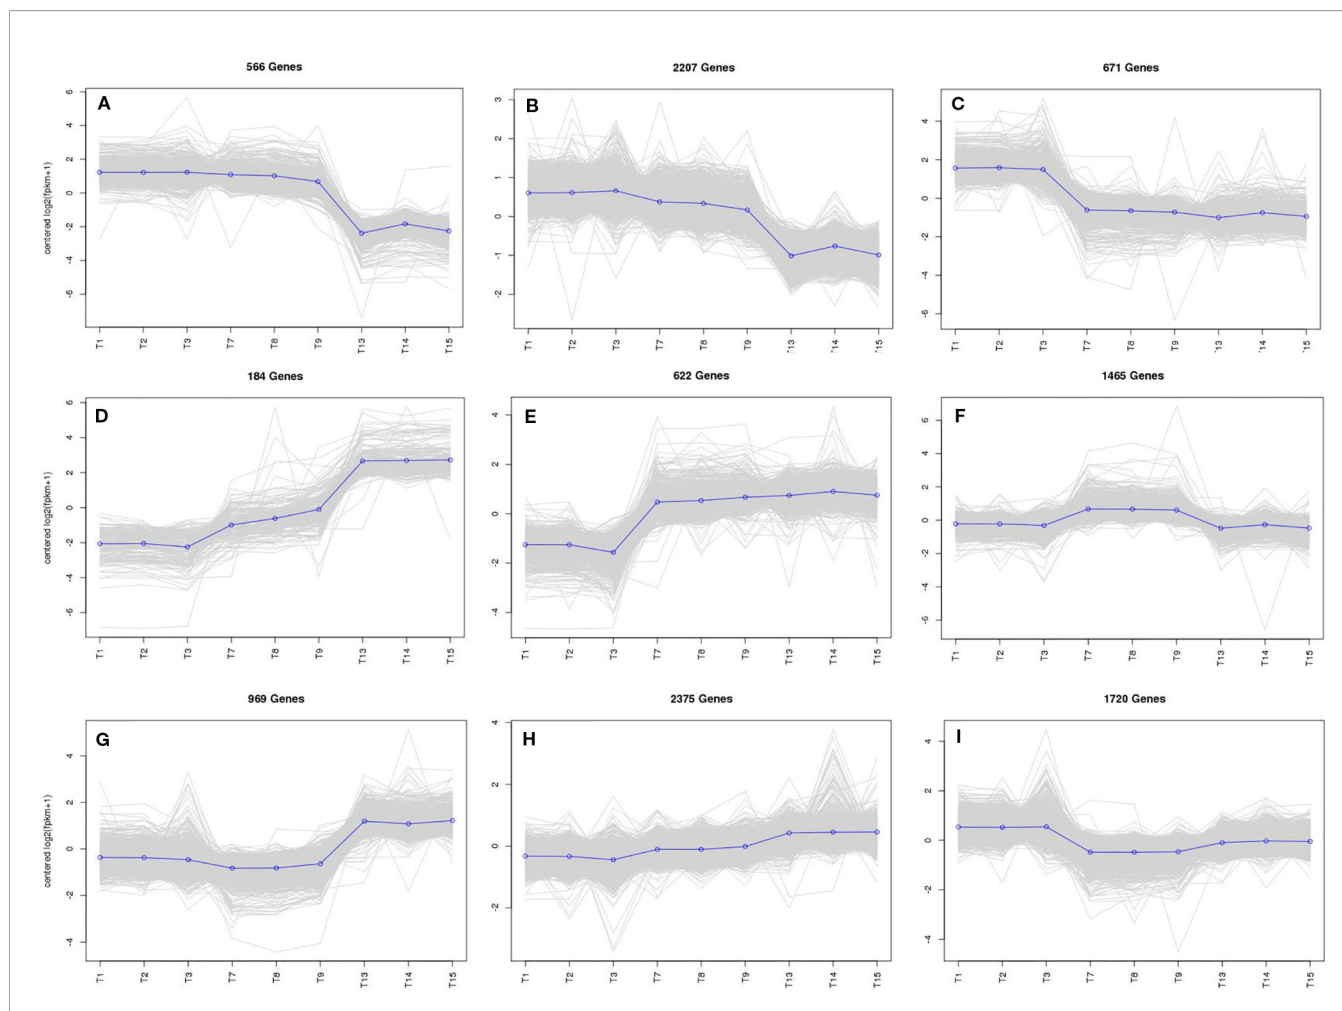 566 Genes
2207 Genes
671 Genes
A
B
C
centered log2(fpkm+1)
6
4
2
0
-2
-4
-6
3
2
1
0
-1
-2
4
2
0
-2
-4
-6
T1 T2 T3 T7 T8 T9 T13 T14 T15
T1 T2 T3 T7 T8 T9 T13 T14 T15
T1 T2 T3 T7 T8 T9 T13 T14 T15
184 Genes
622 Genes
1465 Genes
D
E
F
centered log2(fpkm+1)
6
4
2
0
-2
-4
-6
4
2
0
-2
-4
6
4
2
0
-2
-4
-6
T1 T2 T3 T7 T8 T9 T13 T14 T15
T1 T2 T3 T7 T8 T9 T13 T14 T15
T1 T2 T3 T7 T8 T9 T13 T14 T15
969 Genes
2375 Genes
1720 Genes
G
H
I
centered log2(fpkm+1)
4
2
0
-2
-4
4
2
0
-2
4
2
0
-2
-4
T1 T2 T3 T7 T8 T9 T13 T14 T15
T1 T2 T3 T7 T8 T9 T13 T14 T15
T1 T2 T3 T7 T8 T9 T13 T14 T15